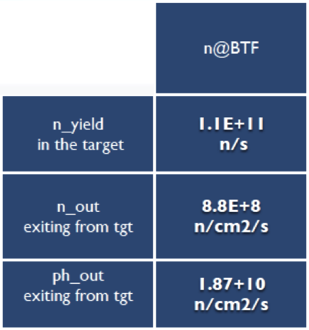 n@BTF
n_yield
in the target
1.1E+11
n/s
n_out
exiting from tgt
8.8E+8
n/cm2/s
ph_out
exiting from tgt
1.87+10
n/cm2/s